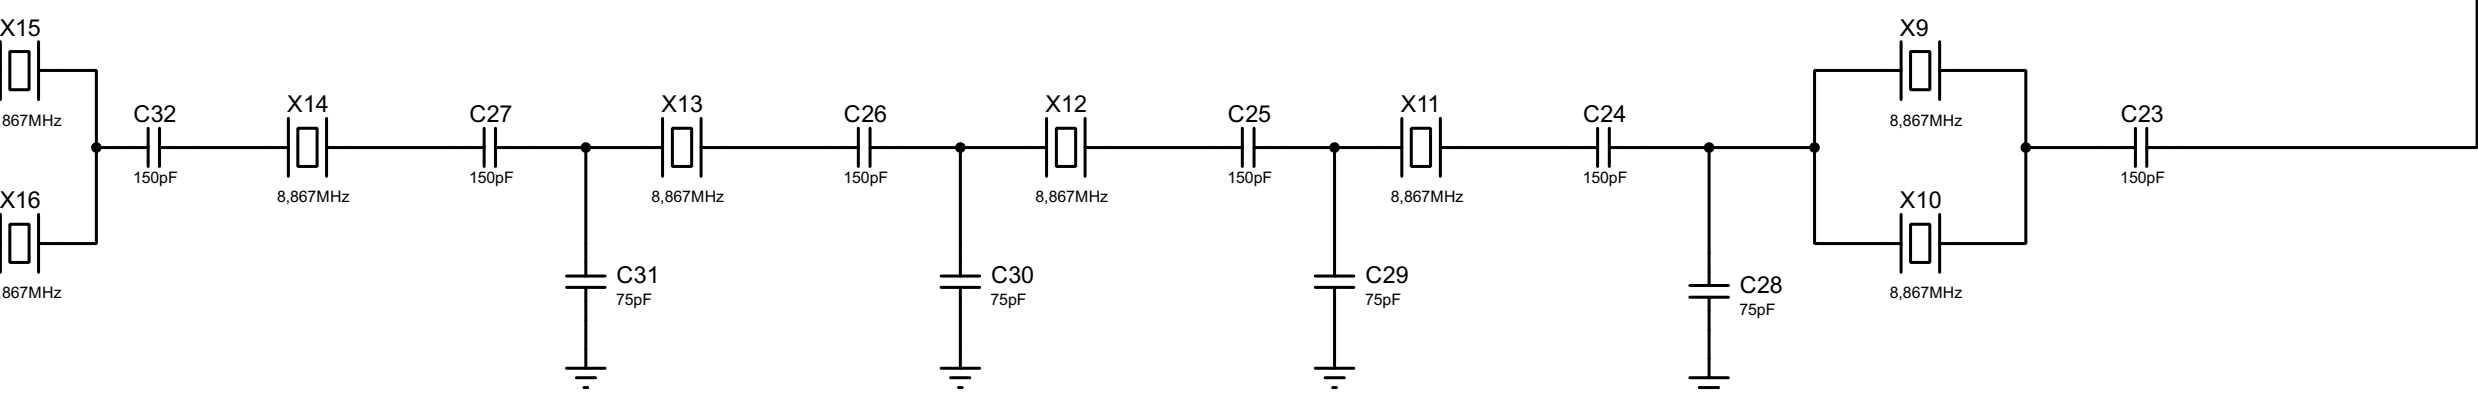 X15
,867MHz
X16
,867MHz
C32
150pF
X14
8,867MHz
C27
150pF
C31
75pF
X13
8,867MHz
C26
150pF
C30
75pF
X12
8,867MHz
C25
150pF
C29
75pF
X11
8,867MHz
C24
150pF
C28
75pF
X9
8,867MHz
X10
8,867MHz
C23
150pF